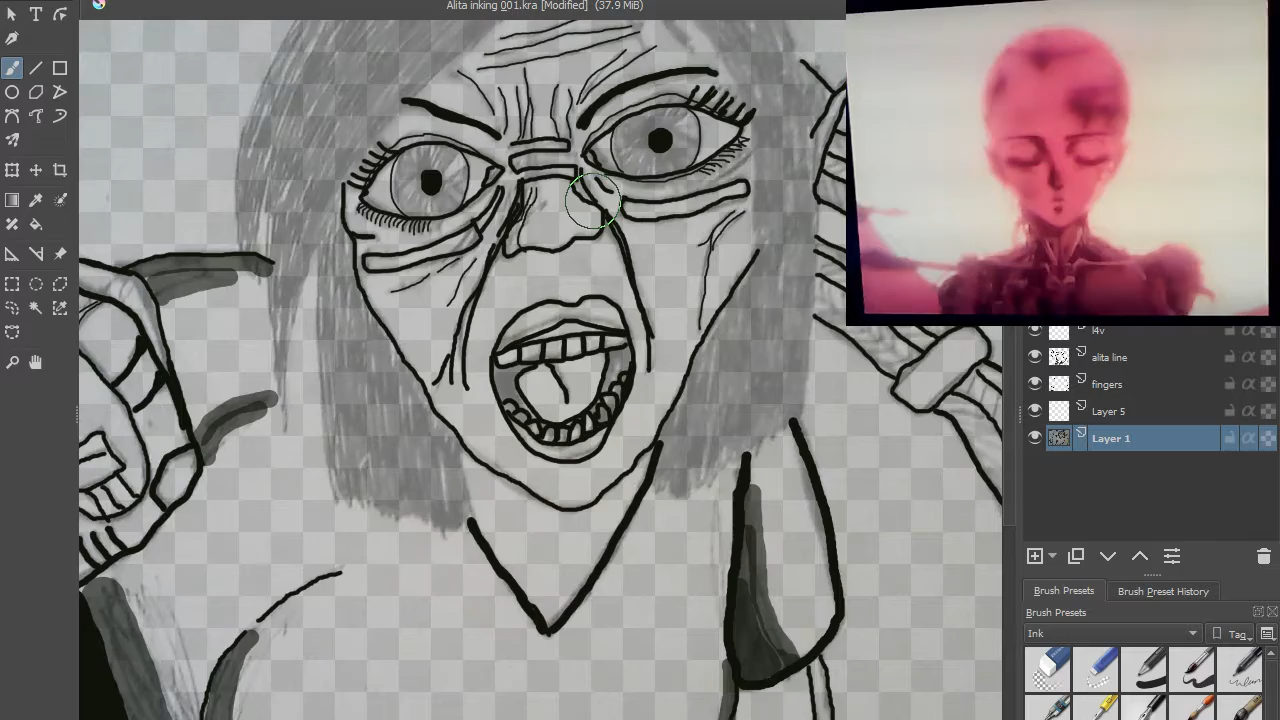 Alita inking 001.kra [Modified] (37.9 MiB)
l4v
alita line
fingers
Layer 5
Layer 1
Brush Presets
Brush Preset History
Brush Presets
Ink
Tag